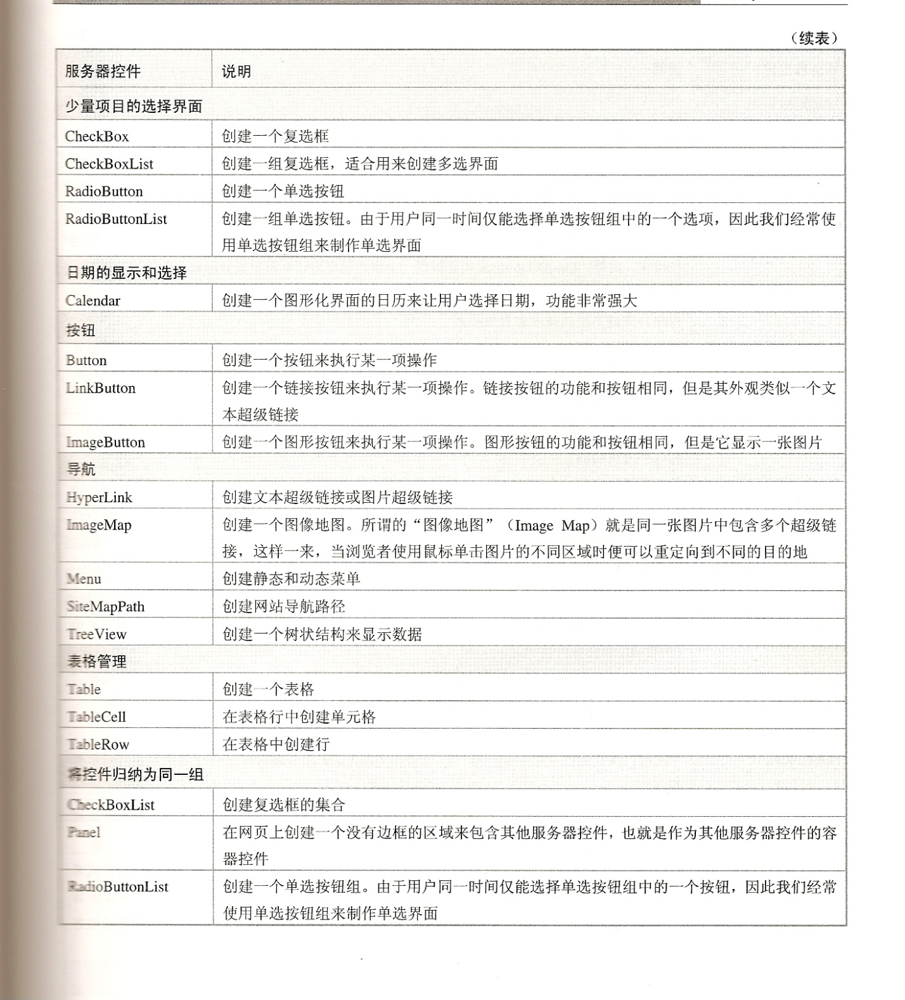 （续表）
服务器控件 说明
少量项目的选择界面
CheckBox 创建一个复选框
CheckBoxList 创建一组复选框，适合用来创建多选界面
RadioButton 创建一个单选按钮
RadioButtonList 创建一组单选按钮。由于用户同一时间仅能选择单选按钮组中的一个选项，因此我们经常使
用单选按钮组来制作单选界面
日期的显示和选择
Calendar 创建一个图形化界面的日历来让用户选择日期，功能非常强大
按钮
Button 创建一个按钮来执行某一项操作
LinkButton 创建一个链接按钮来执行某一项操作。链接按钮的功能和按钮相同，但是其外观类似一个文
本超级链接
ImageButton 创建一个图形按钮来执行某一项操作。图形按钮的功能和按钮相同，但是它显示一张图片
导航
HyperLink 创建文本超级链接或图片超级链接
ImageMap 创建一个图像地图。所谓的“图像地图”（Image Map）就是同一张图片中包含多个超级链
接，这样一来，当浏览者使用鼠标单击图片的不同区域时便可以重定向到不同的目的地
Menu 创建静态和动态菜单
SiteMapPath 创建网站导航路径
TreeView 创建一个树状结构来显示数据
表格管理
Table 创建一个表格
TableCell 在表格行中创建单元格
TableRow 在表格中创建行
将控件归纳为同一组
CheckBoxList 创建复选框的集合
Panel 在网页上创建一个没有边框的区域来包含其他服务器控件，也就是作为其他服务器控件的容
器控件
RadioButtonList 创建一个单选按钮组。由于用户同一时间仅能选择单选按钮组中的一个按钮，因此我们经常
使用单选按钮组来制作单选界面